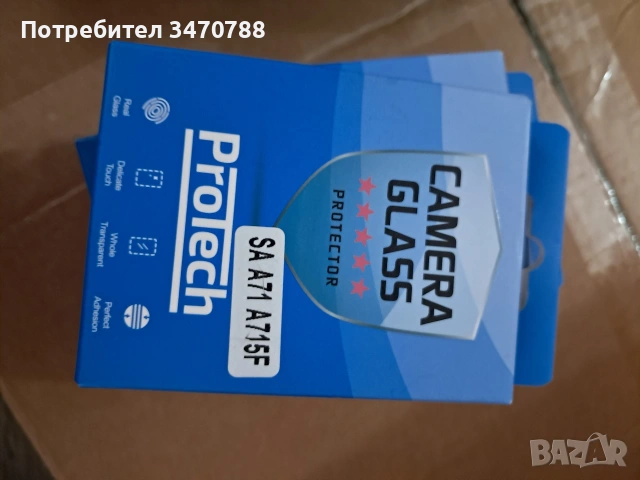 Потребител 3470788
CAMERA
GLASS
★★★★★
PROTECTOR
ProTech
SA A71 A715F
Real
Glass
Delicate
Touch
Whole
Transparent
Perfect
Adhesion
BAZAR